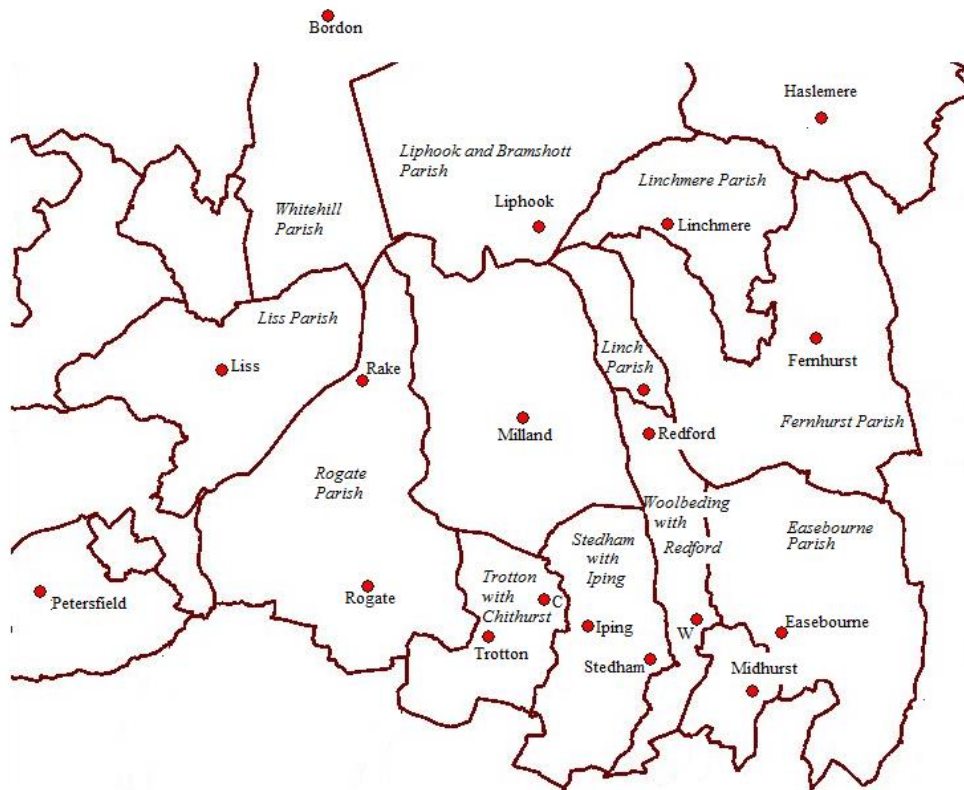 Bordon
Haslemere
Liphook and Bramshott
Parish
Linchmere Parish
Whitehill
Parish
Liphook
Linchmere
Liss Parish
Liss
Rake
Linch
Parish
Fernhurst
Milland
Redford
Fernhurst Parish
Rogate
Parish
Woolbeding
with
Redford
Easebourne
Parish
Stedham
with
Iping
Trotton
with
Chithurst
Petersfield
Rogate
C
Iping
W
Easebourne
Trotton
Stedham
Midhurst